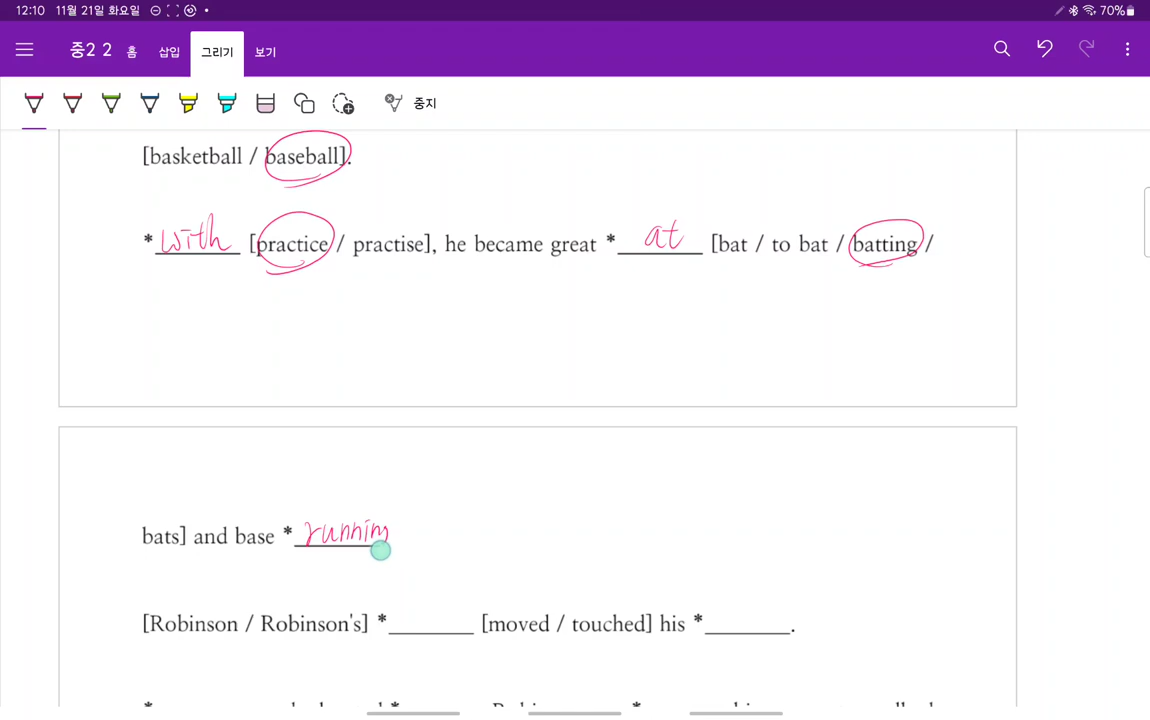 12:10 11월 21일 화요일 70%
중2 2 홈 삽입 그리기 보기
중지
[basketball / baseball].
*with [practice / practise], he became great *at [bat / to bat / batting /
bats] and base *running
[Robinson / Robinson's] *________ [moved / touched] his *________.